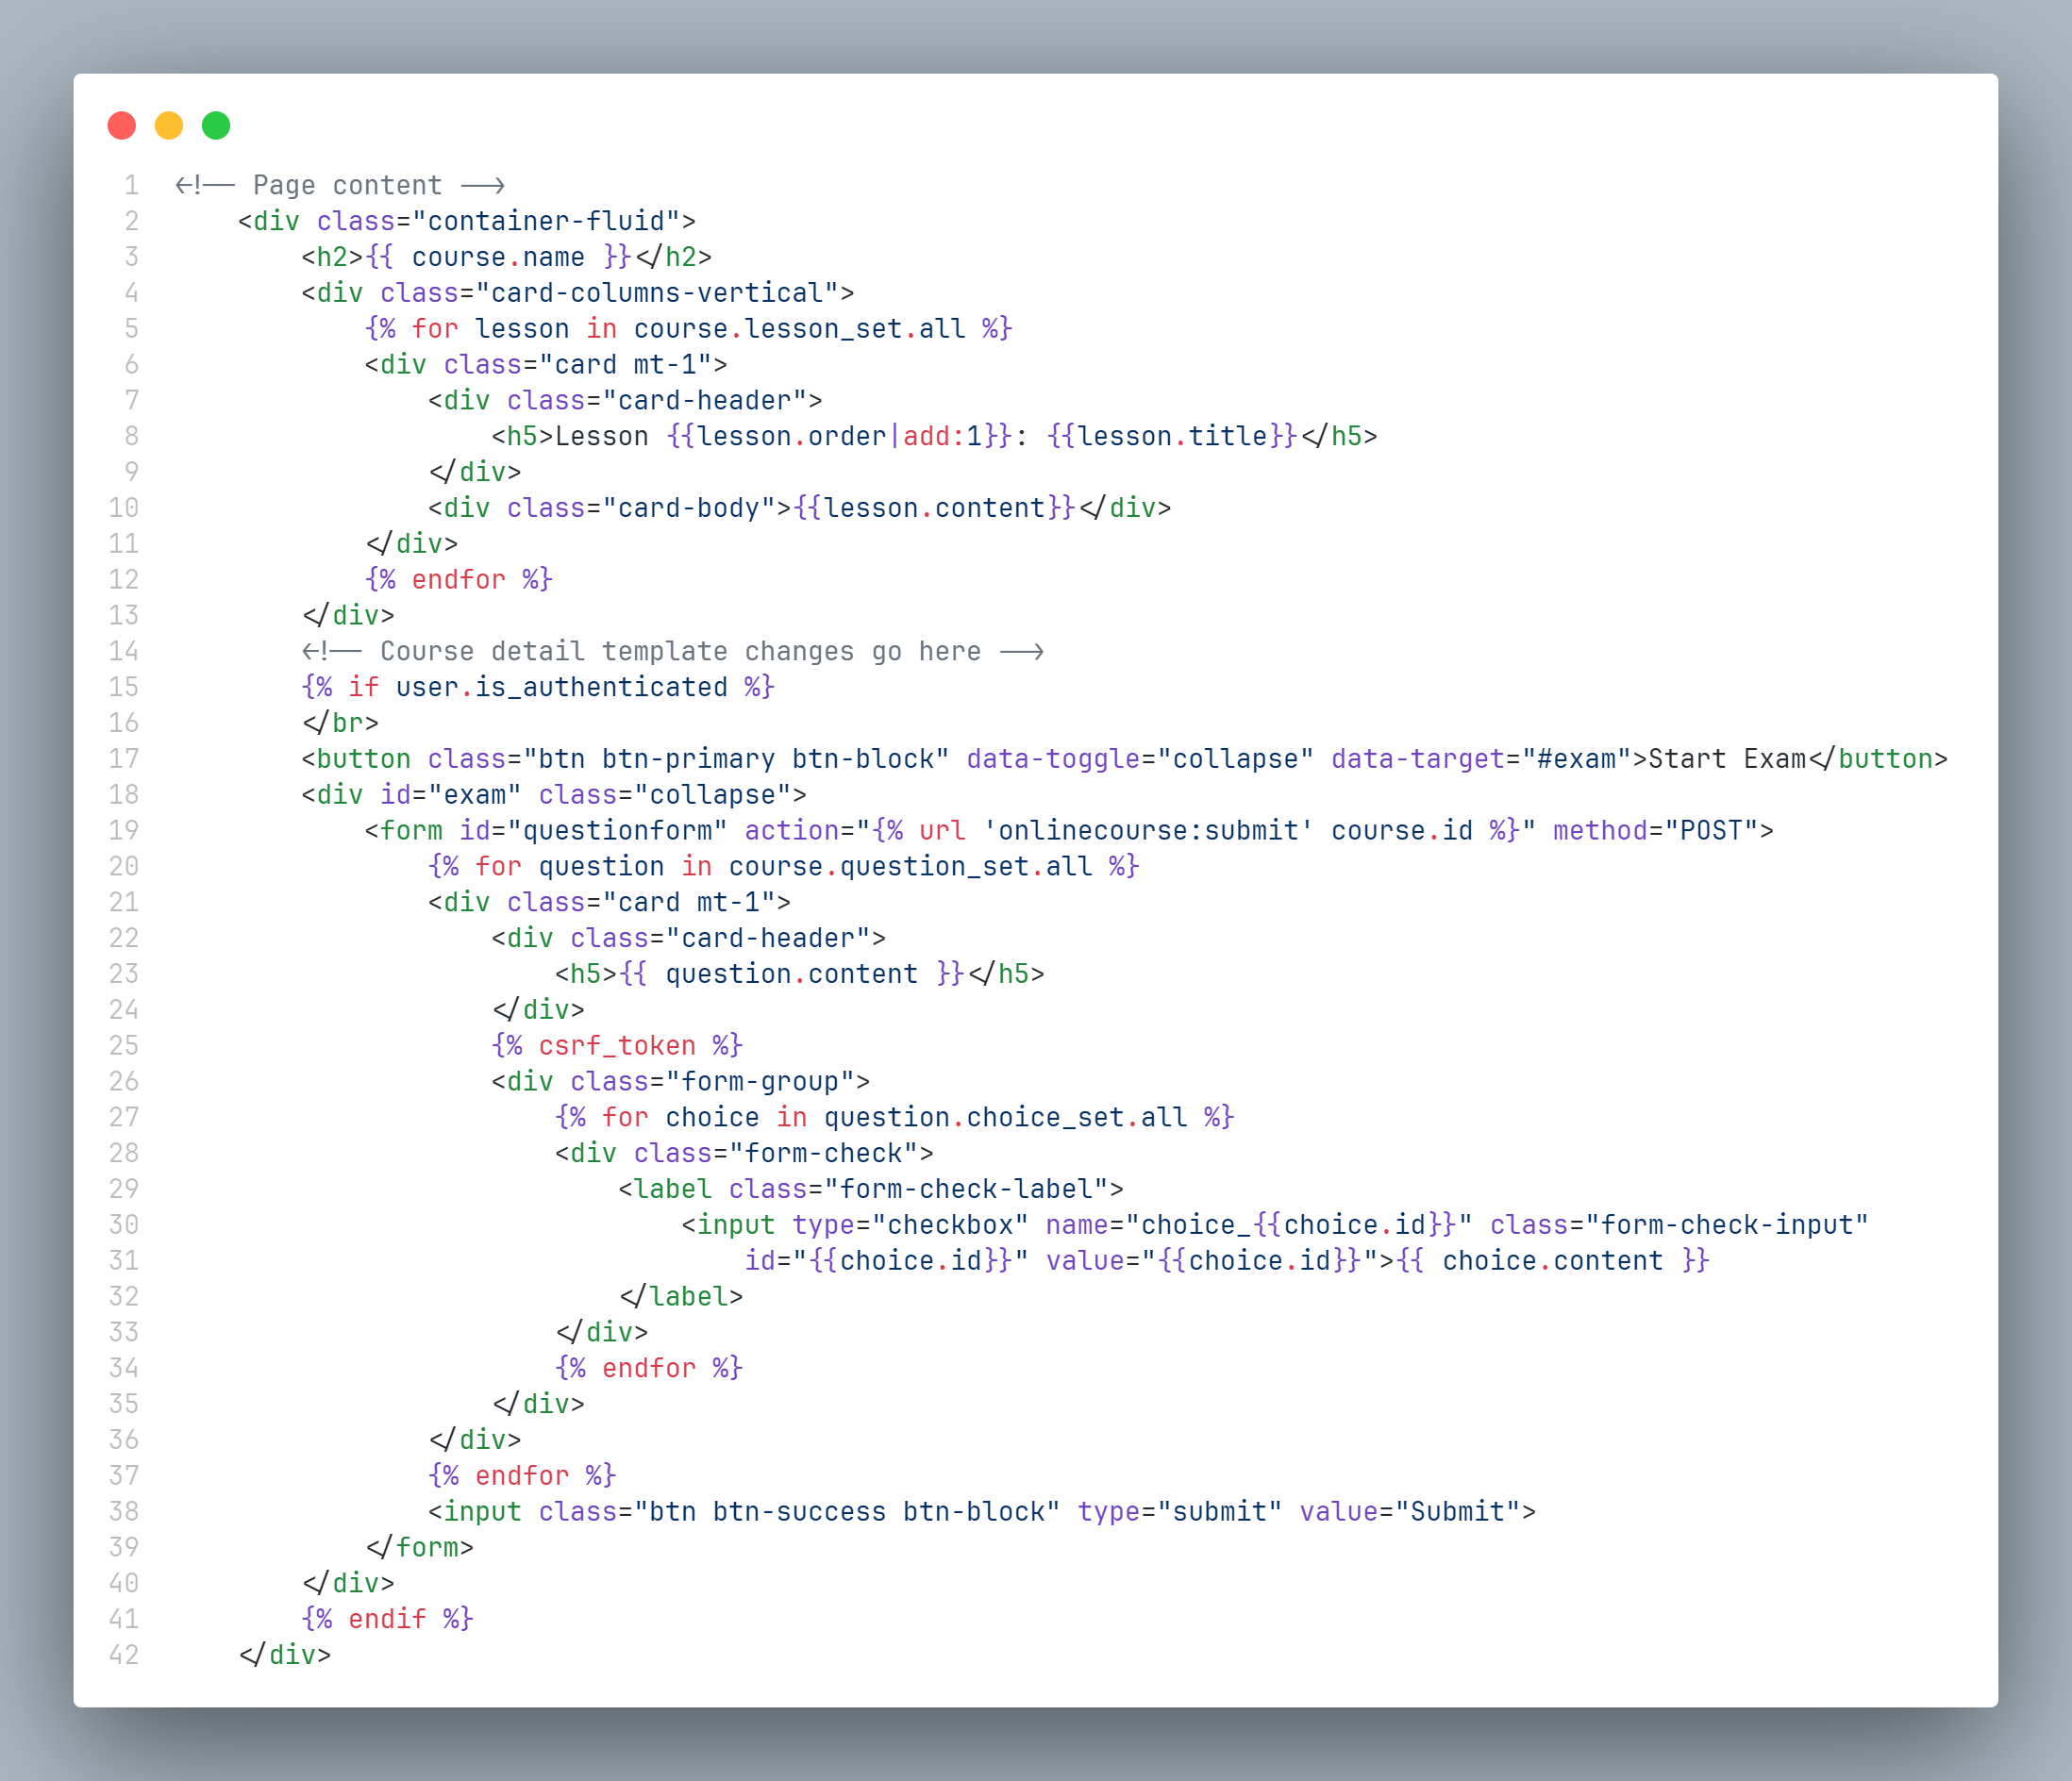 1 <!-- Page content -->
2     <div class="container-fluid">
3         <h2>{{ course.name }}</h2>
4         <div class="card-columns-vertical">
5             {% for lesson in course.lesson_set.all %}
6             <div class="card mt-1">
7                 <div class="card-header">
8                     <h5>Lesson {{lesson.order|add:1}}: {{lesson.title}}</h5>
9                 </div>
10                 <div class="card-body">{{lesson.content}}</div>
11             </div>
12             {% endfor %}
13         </div>
14         <!-- Course detail template changes go here -->
15         {% if user.is_authenticated %}
16         </br>
17         <button class="btn btn-primary btn-block" data-toggle="collapse" data-target="#exam">Start Exam</button>
18         <div id="exam" class="collapse">
19             <form id="questionform" action="{% url 'onlinecourse:submit' course.id %}" method="POST">
20                 {% for question in course.question_set.all %}
21                 <div class="card mt-1">
22                     <div class="card-header">
23                         <h5>{{ question.content }}</h5>
24                     </div>
25                     {% csrf_token %}
26                     <div class="form-group">
27                         {% for choice in question.choice_set.all %}
28                         <div class="form-check">
29                             <label class="form-check-label">
30                                 <input type="checkbox" name="choice_{{choice.id}}" class="form-check-input"
31                                     id="{{choice.id}}" value="{{choice.id}}">{{ choice.content }}
32                             </label>
33                         </div>
34                         {% endfor %}
35                     </div>
36                 </div>
37                 {% endfor %}
38                 <input class="btn btn-success btn-block" type="submit" value="Submit">
39             </form>
40         </div>
41         {% endif %}
42     </div>